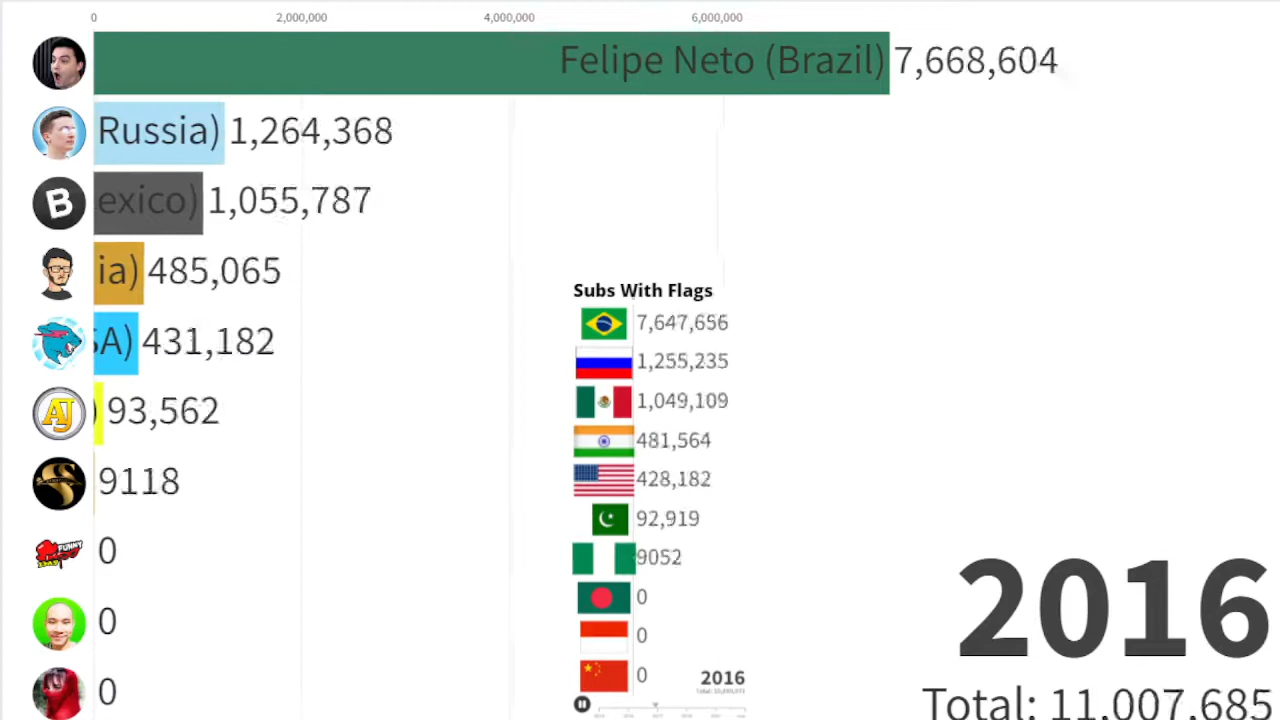 0 2,000,000 4,000,000 6,000,000
Felipe Neto (Brazil) 7,668,604
Russia) 1,264,368
B exico) 1,055,787
ia) 485,065
SA) 431,182
AJ ) 93,562
S 9118
FUNNY 0
0
0
Subs With Flags
7,647,656
1,255,235
1,049,109
481,564
428,182
92,919
9052
0
0
0
2016
2016
Total: 11,007,685